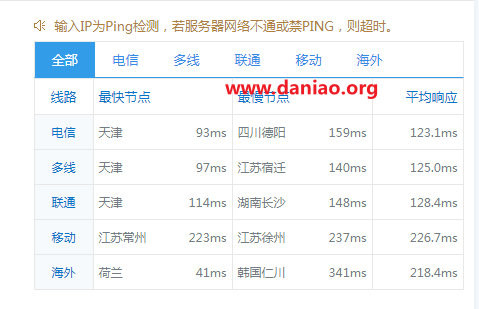 输入IP为Ping检测，若服务器网络不通或禁PING，则超时。
全部 电信 多线 联通 移动 海外
www.daniao.org
线路 最快节点 最慢节点 平均响应
电信 天津 93ms 四川德阳 159ms 123.1ms
多线 天津 97ms 江苏宿迁 140ms 125.0ms
联通 天津 114ms 湖南长沙 148ms 128.4ms
移动 江苏常州 223ms 江苏徐州 237ms 226.7ms
海外 荷兰 41ms 韩国仁川 341ms 218.4ms